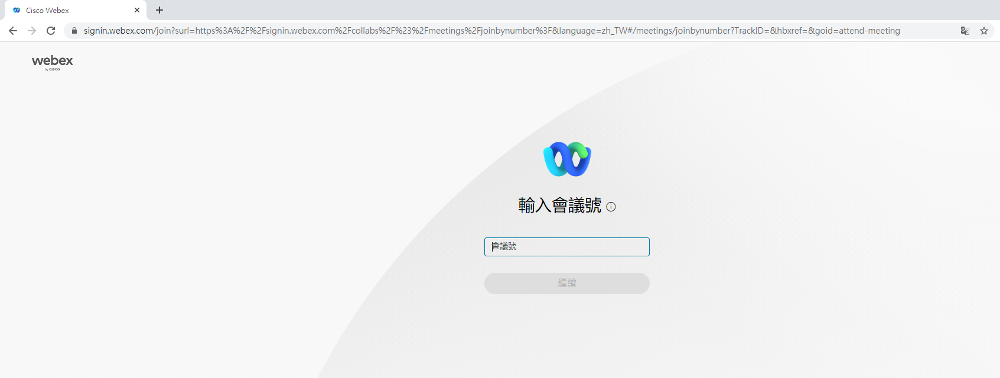 Cisco Webex
signin.webex.com/join?surl=https%3A%2F%2Fsignin.webex.com%2Fcollabs%2F%23%2Fmeetings%2Fjoinbynumber%3F&language=zh_TW#/meetings/joinbynumber?TrackID=&hbxref=&goid=attend-meeting
webex
by CISCO
輸入會議號
會議號
繼續